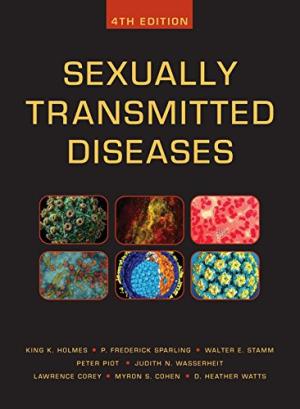 4TH EDITION
SEXUALLY
TRANSMITTED
DISEASES
KING K. HOLMES • P. FREDERICK SPARLING • WALTER E. STAMM
PETER PIOT • JUDITH N. WASSERHEIT
LAWRENCE COREY • MYRON S. COHEN • D. HEATHER WATTS